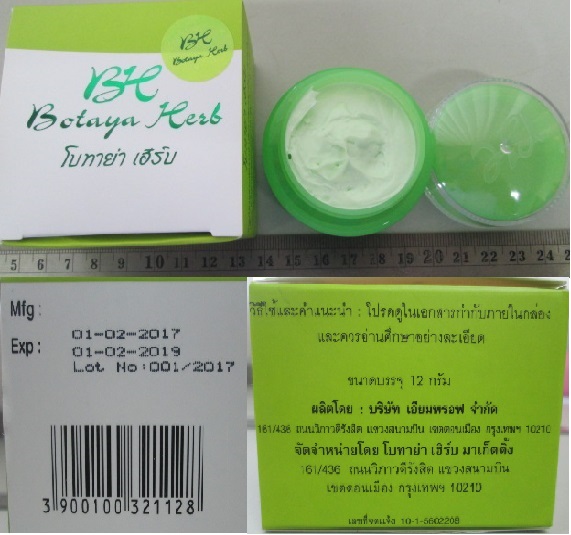 BH
Botaya Herb
BH
Botaya Herb
โบทาย่า เฮิร์บ
5 6 7 8 9 10 11 12 13 14 15 16 17 18 19 20 21 22 23 24 2
Mfg:
01-02-2017
Exp: 01-02-2019
Lot No:001/2017
3 900100 321128
วิธีใช้และคำแนะนำ : โปรดดูในเอกสารกำกับภายในกล่อง
และควรอ่านศึกษาอย่างละเอียด
ขนาดบรรจุ 12 กรัม
ผลิตโดย : บริษัท เอียมพรอฟ จำกัด
161/436 ถนนวิภาวดีรังสิต แขวงสนามบิน เขตดอนเมือง กรุงเทพฯ 10210
จัดจำหน่ายโดย โบทาย่า เฮิร์บ มาเก็ตติ้ง
161/436 ถนนวิภาวดีรังสิต แขวงสนามบิน
เขตดอนเมือง กรุงเทพฯ 10210
เลขที่จดแจ้ง 10-1-5602208